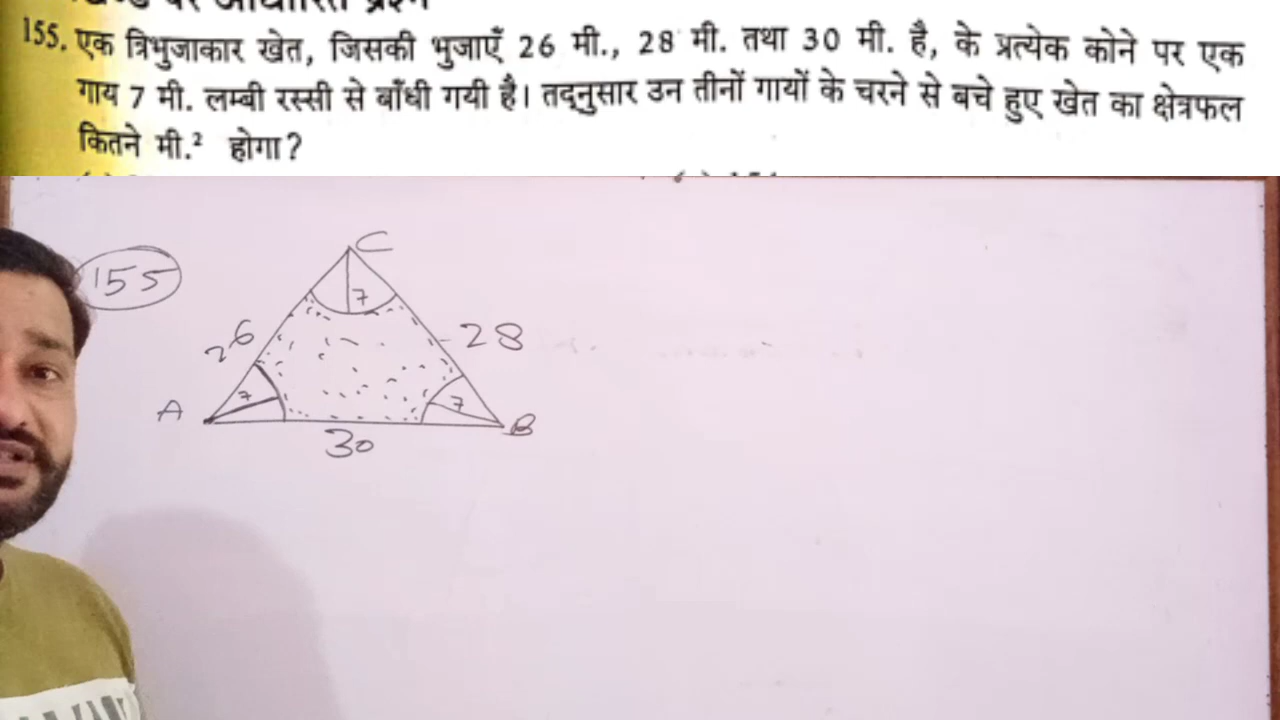 155. एक त्रिभुजाकार खेत, जिसकी भुजाएँ 26 मी., 28 मी. तथा 30 मी. है, के प्रत्येक कोने पर एक
गाय 7 मी. लम्बी रस्सी से बाँधी गयी है। तद्नुसार उन तीनों गायों के चरने से बचे हुए खेत का क्षेत्रफल
कितने मी.² होगा?
155
C
7
26
28
A
7
7
B
30